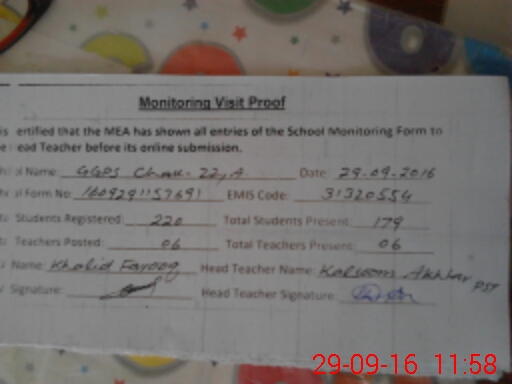 Monitoring Visit Proof
is ertified that the MEA has shown all entries of the School Monitoring Form to
e ead Teacher before its online submission.
ol Name: GGPS Chak. 22/A Date: 29-09-2016
ol Form No: 1609291157691 EMIS Code: 31320554
Students Registered: 220 Total Students Present: 179
Teachers Posted: 06 Total Teachers Present: 06
Name: Khalid Farooq Head Teacher Name: Kalsoom Akhtar PST
Signature: Head Teacher Signature:
29-09-16 11:58